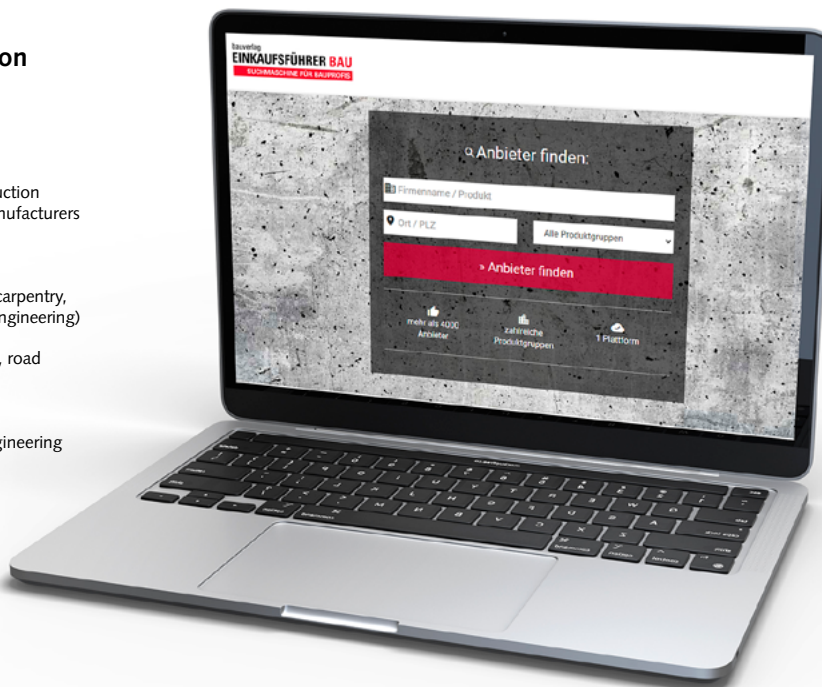 on
uction
nufacturers
carpentry,
ngineering)
, road
gineering
bauverlag
EINKAUFSFÜHRER BAU
SUCHMASCHINE FÜR BAUPROFIS
Anbieter finden:
Firmenname / Produkt
Ort / PLZ
Alle Produktgruppen
» Anbieter finden
mehr als 4000
Anbieter
zahlreiche
Produktgruppen
1 Plattform